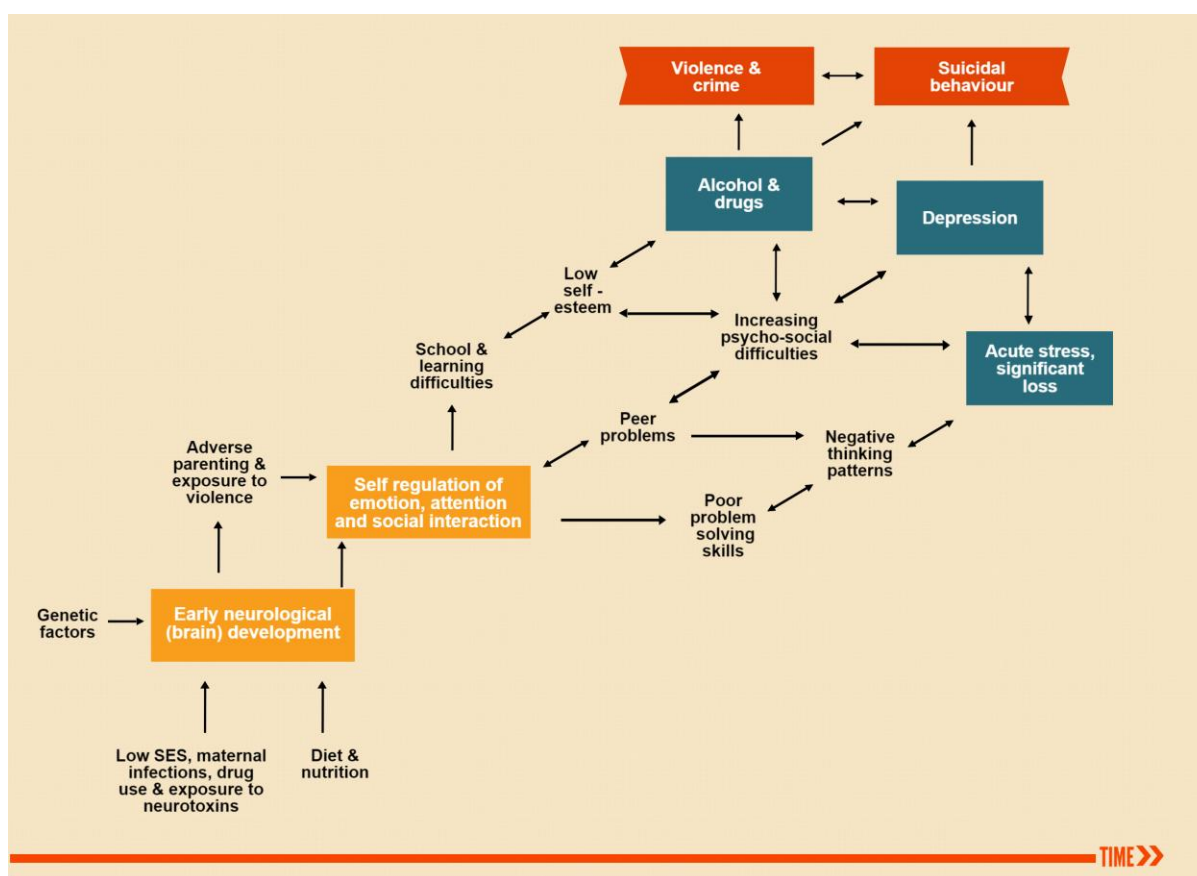 Violence &
crime
Suicidal
behaviour
Alcohol &
drugs
Depression
Low
self -
esteem
Increasing
psycho-social
difficulties
Acute stress,
significant
loss
School &
learning
difficulties
Peer
problems
Negative
thinking
patterns
Adverse
parenting &
exposure to
violence
Self regulation of
emotion, attention
and social interaction
Poor
problem
solving
skills
Genetic
factors
Early neurological
(brain) development
Low SES, maternal
infections, drug
use & exposure to
neurotoxins
Diet &
nutrition
TIME